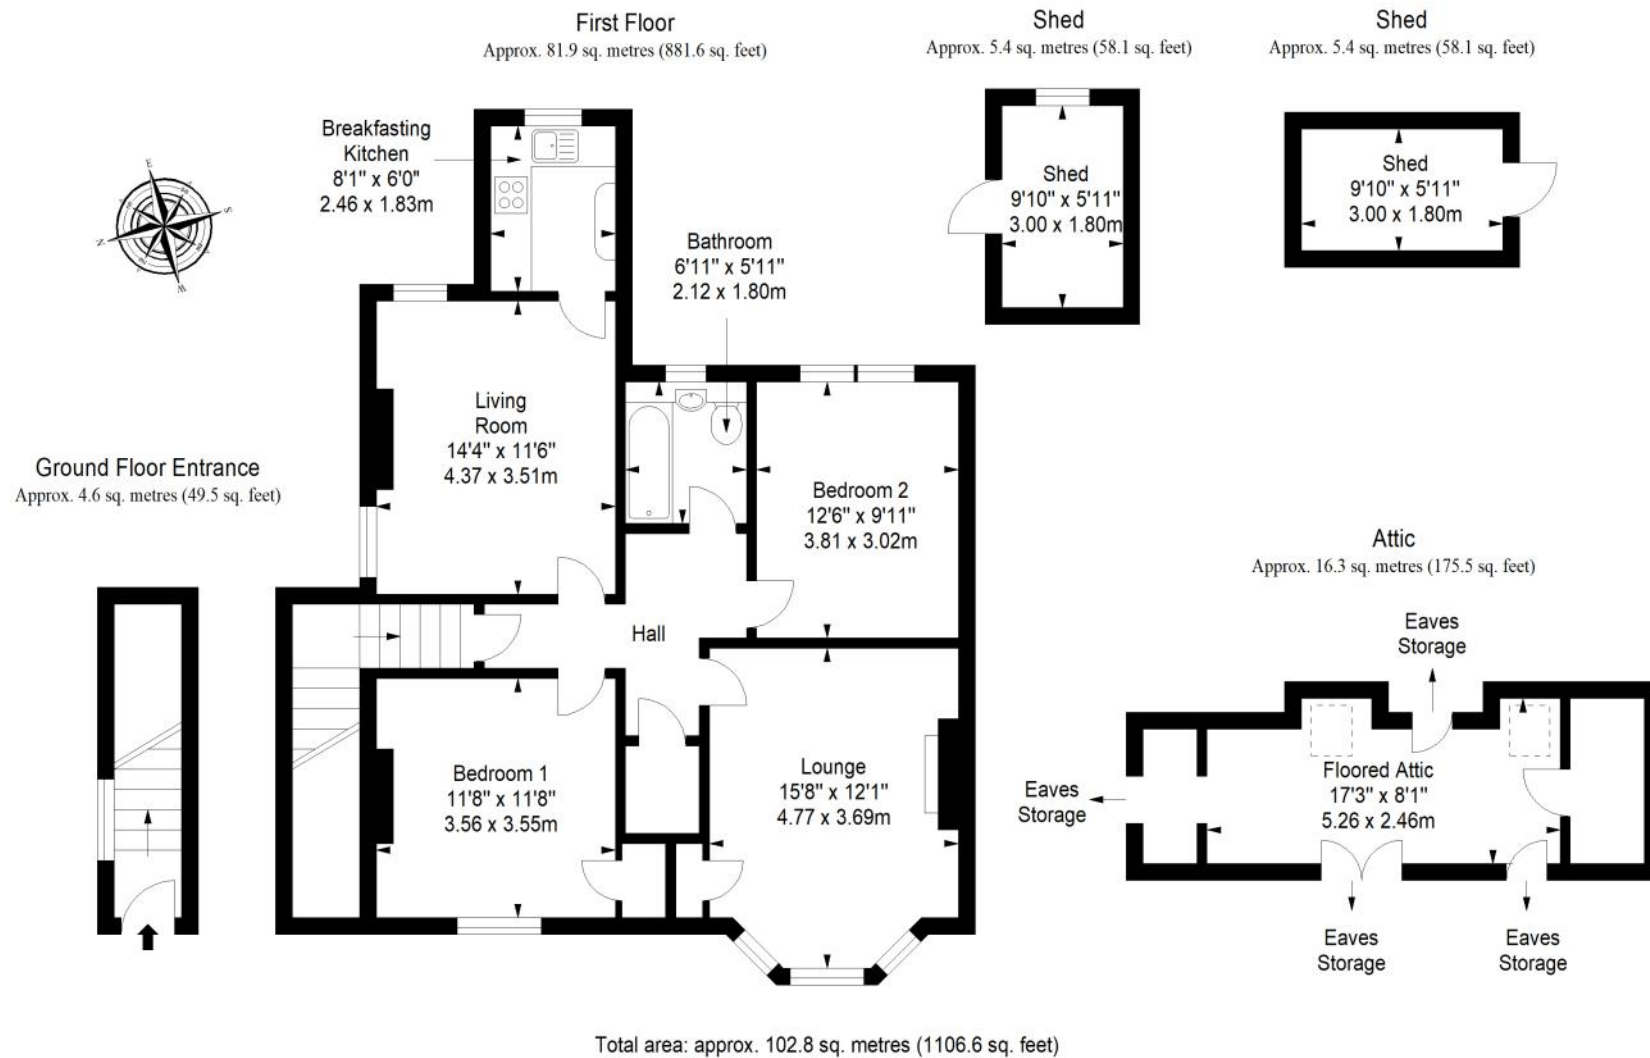 First Floor
Approx. 81.9 sq. metres (881.6 sq. feet)
Shed
Approx. 5.4 sq. metres (58.1 sq. feet)
Shed
Approx. 5.4 sq. metres (58.1 sq. feet)
Breakfasting
Kitchen
8'1" x 6'0"
2.46 x 1.83m
E
S
N
W
Shed
9'10" x 5'11"
3.00 x 1.80m
Shed
9'10" x 5'11"
3.00 x 1.80m
Bathroom
6'11" x 5'11"
2.12 x 1.80m
Living
Room
14'4" x 11'6"
4.37 x 3.51m
Ground Floor Entrance
Approx. 4.6 sq. metres (49.5 sq. feet)
Bedroom 2
12'6" x 9'11"
3.81 x 3.02m
Attic
Approx. 16.3 sq. metres (175.5 sq. feet)
Hall
Eaves
Storage
Bedroom 1
11'8" x 11'8"
3.56 x 3.55m
Lounge
15'8" x 12'1"
4.77 x 3.69m
Eaves
Storage
Floored Attic
17'3" x 8'1"
5.26 x 2.46m
Eaves
Storage
Eaves
Storage
Total area: approx. 102.8 sq. metres (1106.6 sq. feet)